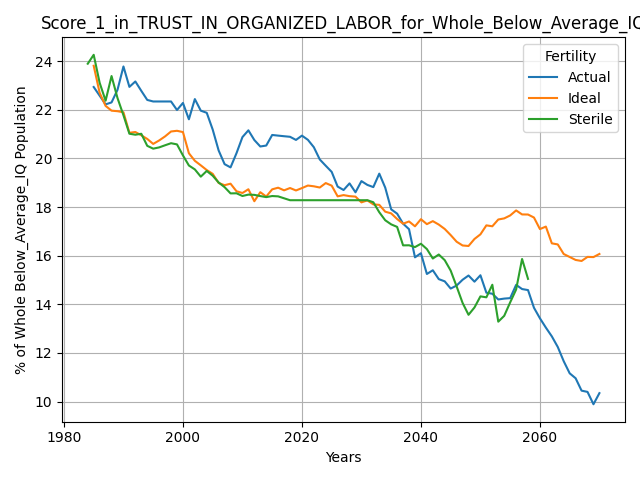 Score_1_in_TRUST_IN_ORGANIZED_LABOR_for_Whole_Below_Average_IQ
Fertility
Actual
Ideal
Sterile
% of Whole Below_Average_IQ Population
24
22
20
18
16
14
12
10
1980
2000
2020
2040
2060
Years